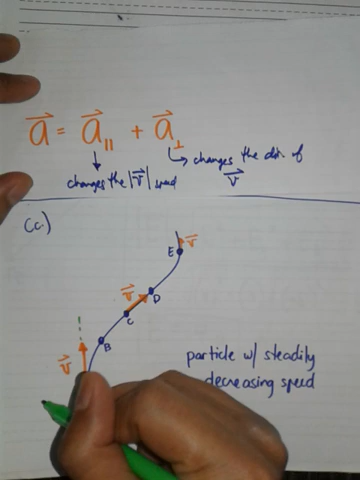 a⃗ = a⃗∥ + a⃗⊥
changes the |v⃗| speed
changes the dir. of
v⃗
(c.)
v⃗
E
v⃗
D
C
B
v⃗
particle w/ steadily
decreasing speed